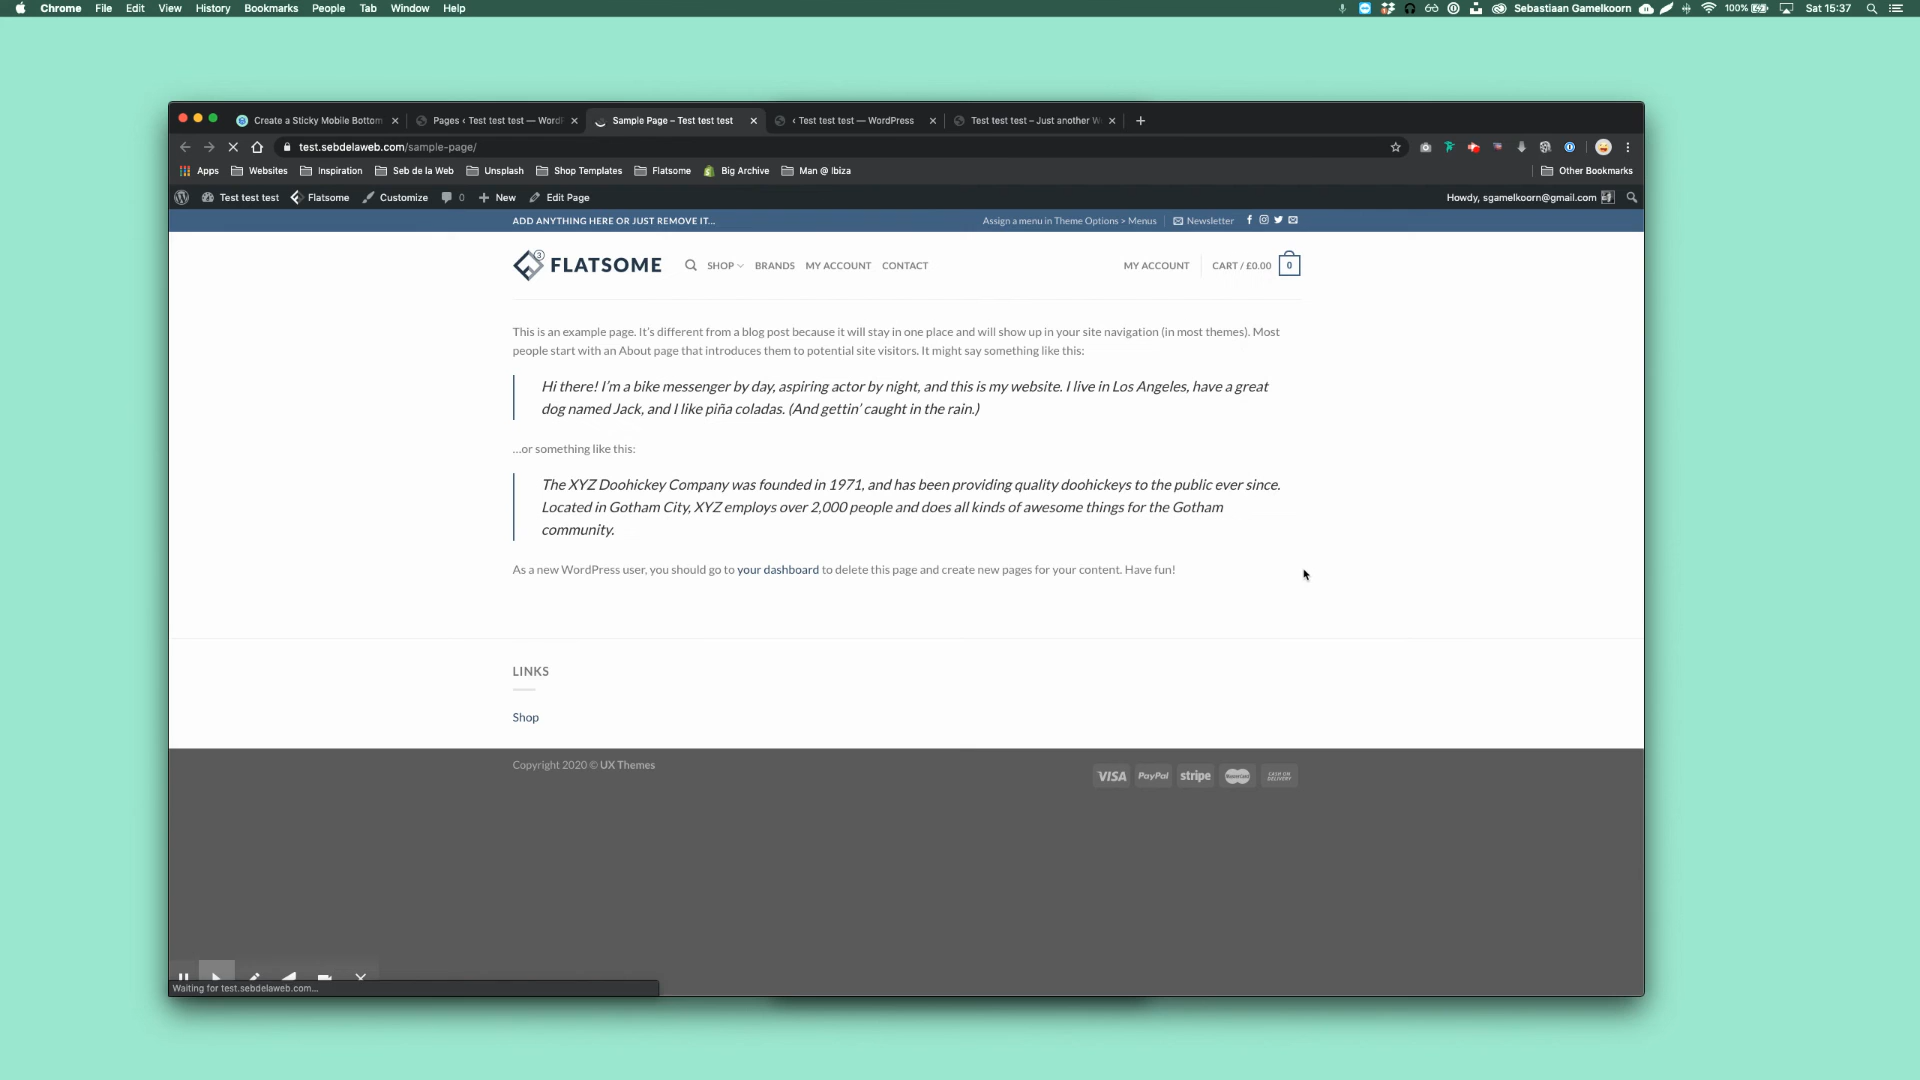 Chrome File Edit View History Bookmarks People Tab Window Help
Sebastiaan Gamelkoorn 100% Sat 15:37
Create a Sticky Mobile Bottom
Pages ‹ Test test test — WordP
Sample Page – Test test test
‹ Test test test — WordPress
Test test test – Just another W
test.sebdelaweb.com/sample-page/
Apps Websites Inspiration Seb de la Web Unsplash Shop Templates Flatsome Big Archive Man @ Ibiza Other Bookmarks
Test test test Flatsome Customize 0 New Edit Page Howdy, sgamelkoorn@gmail.com
ADD ANYTHING HERE OR JUST REMOVE IT... Assign a menu in Theme Options > Menus Newsletter
3 FLATSOME SHOP BRANDS MY ACCOUNT CONTACT MY ACCOUNT CART / £0.00 0
This is an example page. It’s different from a blog post because it will stay in one place and will show up in your site navigation (in most themes). Most
people start with an About page that introduces them to potential site visitors. It might say something like this:
Hi there! I’m a bike messenger by day, aspiring actor by night, and this is my website. I live in Los Angeles, have a great
dog named Jack, and I like piña coladas. (And gettin’ caught in the rain.)
…or something like this:
The XYZ Doohickey Company was founded in 1971, and has been providing quality doohickeys to the public ever since.
Located in Gotham City, XYZ employs over 2,000 people and does all kinds of awesome things for the Gotham
community.
As a new WordPress user, you should go to your dashboard to delete this page and create new pages for your content. Have fun!
LINKS
Shop
Copyright 2020 © UX Themes
VISA PayPal stripe MasterCard CASH ON DELIVERY
Waiting for test.sebdelaweb.com...